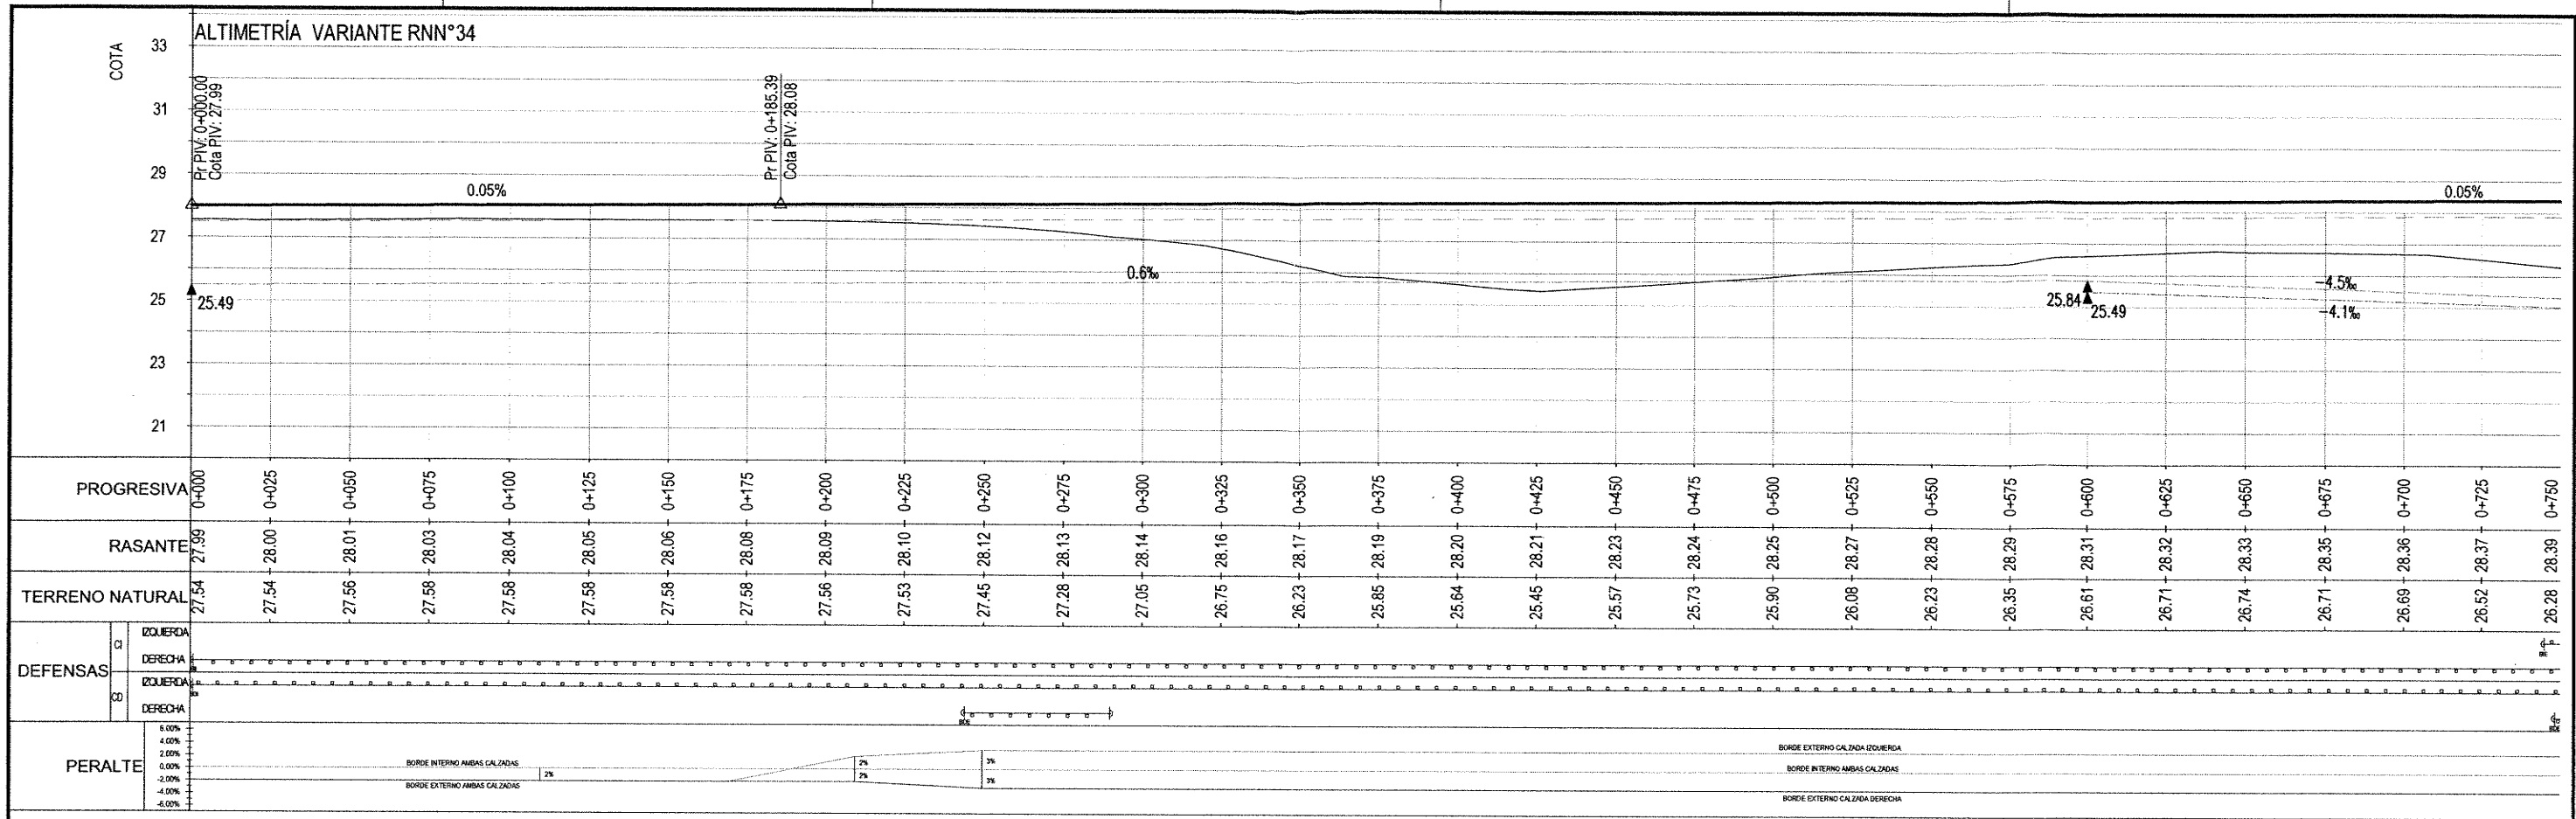 ALTIMETRÍA VARIANTE RNN°34
COTA
33
31
29
27
25
23
21
Pr PIV: 0+000.00
Cota PIV: 27.99
Pr PIV: 0+185.39
Cota PIV: 28.08
0.05%
0.05%
0.6‰
25.49
25.84
25.49
-4.5‰
-4.1‰
PROGRESIVA 0+000 0+025 0+050 0+075 0+100 0+125 0+150 0+175 0+200 0+225 0+250 0+275 0+300 0+325 0+350 0+375 0+400 0+425 0+450 0+475 0+500 0+525 0+550 0+575 0+600 0+625 0+650 0+675 0+700 0+725 0+750
RASANTE 27.99 28.00 28.01 28.03 28.04 28.05 28.06 28.08 28.09 28.10 28.12 28.13 28.14 28.16 28.17 28.19 28.20 28.21 28.23 28.24 28.25 28.27 28.28 28.29 28.31 28.32 28.33 28.35 28.36 28.37 28.39
TERRENO NATURAL 27.54 27.54 27.56 27.58 27.58 27.58 27.58 27.58 27.56 27.53 27.45 27.28 27.05 26.75 26.23 25.85 25.64 25.45 25.57 25.73 25.90 26.08 26.23 26.35 26.61 26.71 26.74 26.71 26.69 26.52 26.28
DEFENSAS
CI
IZQUIERDA
DERECHA
CD
IZQUIERDA
DERECHA
PERALTE
6.00%
4.00%
2.00%
0.00%
-2.00%
-4.00%
-6.00%
BORDE INTERNO AMBAS CALZADAS
BORDE EXTERNO AMBAS CALZADAS
2%
2%
2%
3%
3%
BORDE EXTERNO CALZADA IZQUIERDA
BORDE INTERNO AMBAS CALZADAS
BORDE EXTERNO CALZADA DERECHA